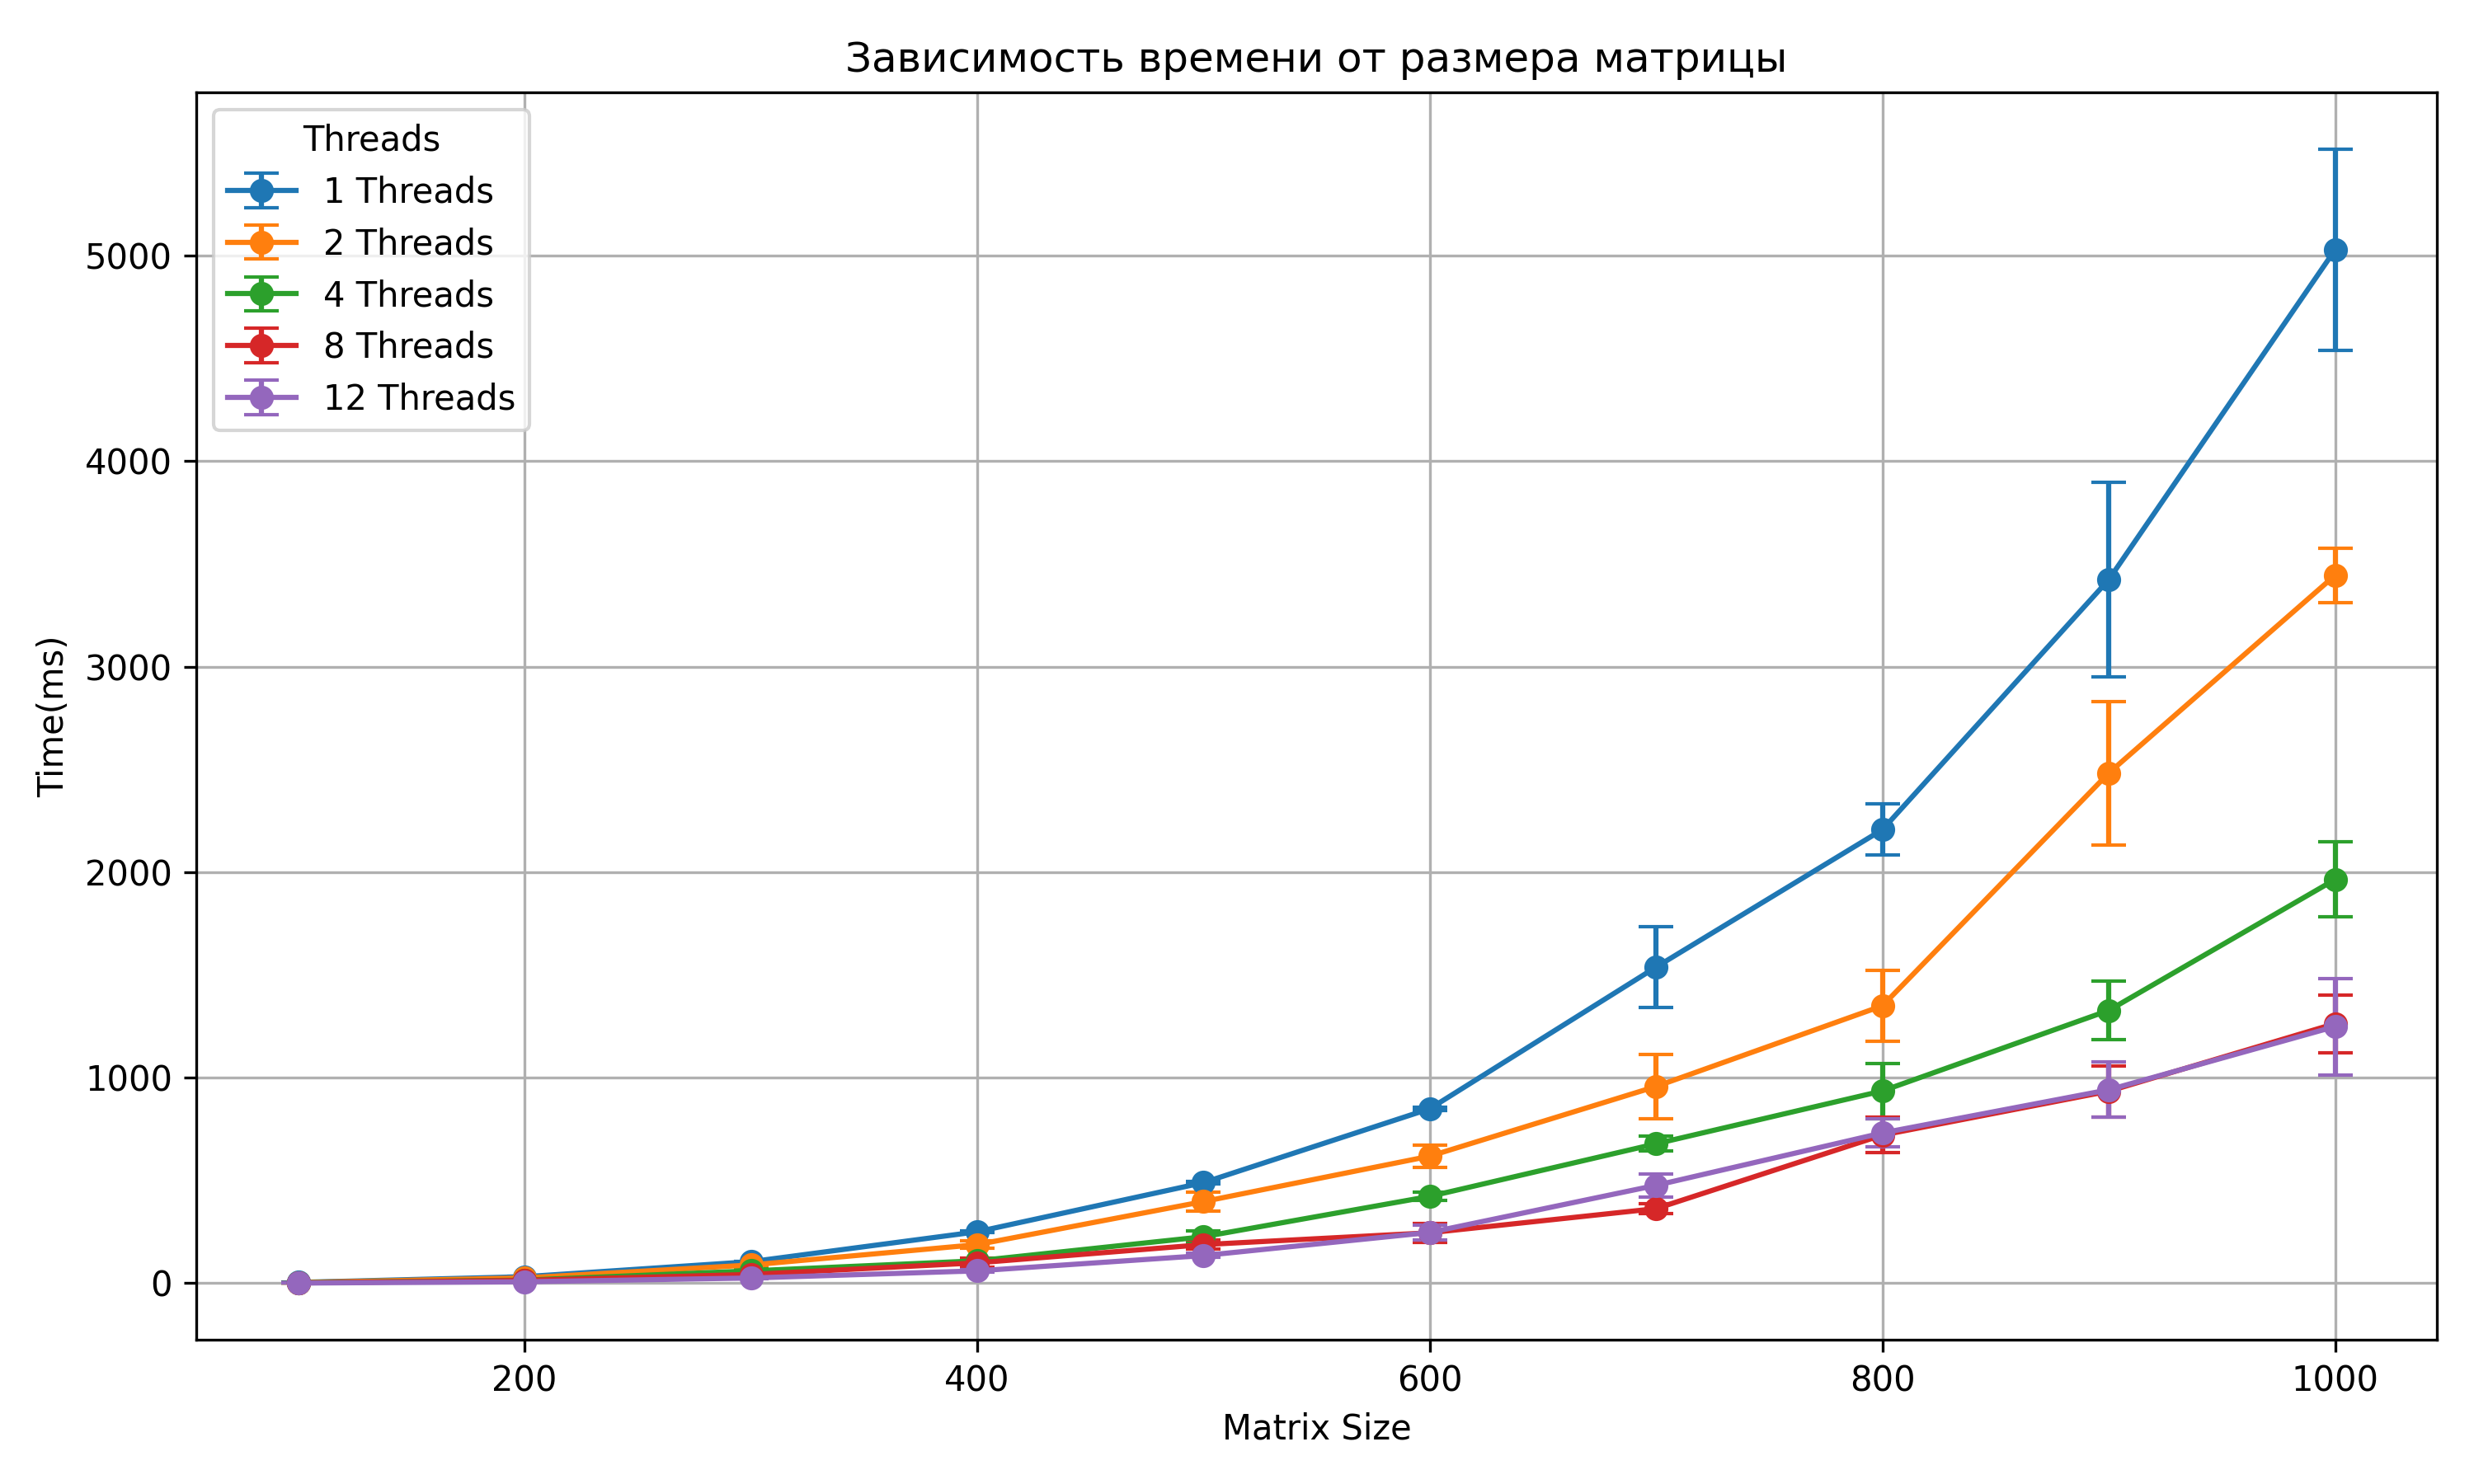 Зависимость времени от размера матрицы
Threads
1 Threads
2 Threads
4 Threads
8 Threads
12 Threads
5000
4000
3000
2000
1000
0
Time(ms)
200 400 600 800 1000
Matrix Size